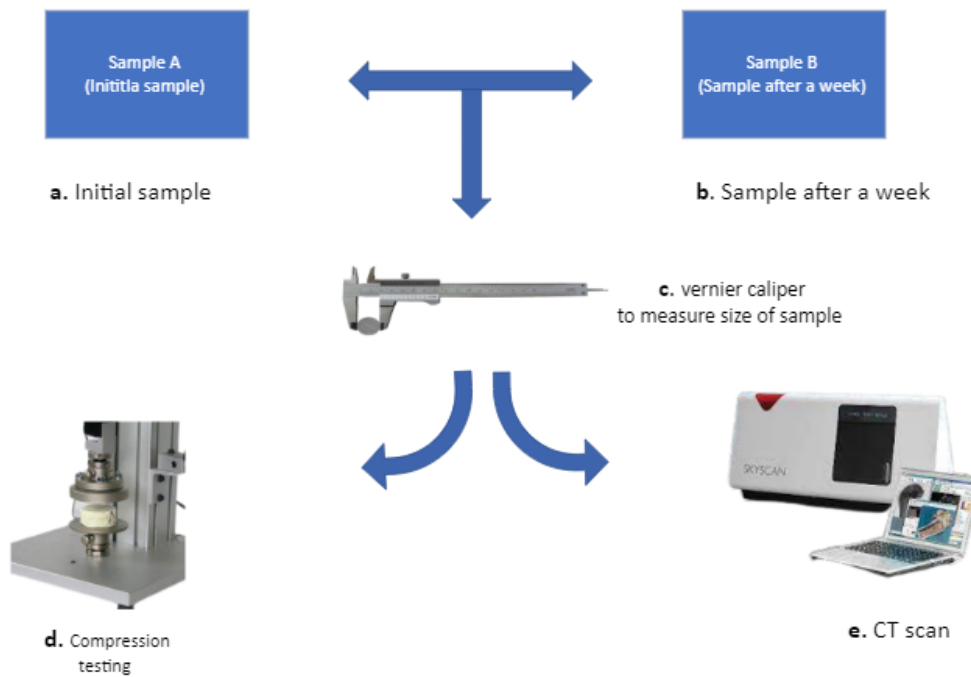 Sample A
(Inititla sample)
Sample B
(Sample after a week)
a. Initial sample
b. Sample after a week
c. vernier caliper
to measure size of sample
SKYSCAN
d. Compression
testing
e. CT scan